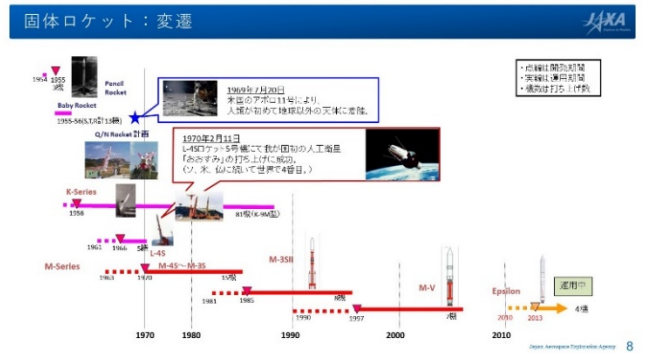 固体ロケット：変遷
JAXA
・点線は開発期間
・実線は運用期間
・機数は打ち上げ数
1954
1955
Pencil
Rocket
Baby Rocket
1955-56(S,T,R計13機)
1969年7月20日
米国のアポロ11号により、
人類が初めて地球以外の天体に着陸。
Q/N Rocket 計画
1970年2月11日
L-4Sロケット5号機にて我が国初の人工衛星
「おおすみ」の打ち上げに成功。
(ソ、米、仏に続いて世界で4番目。)
K-Series
1956
81機(K-9M型)
1961
1966
5機
L-4S
M-Series
M-4S～M-3S
1963
1970
15機
M-3SII
1981
1985
8機
M-V
1990
1997
7機
Epsilon
運用中
2010
2013
4機
1970
1980
1990
2000
2010
Japan Aerospace Exploration Agency
8